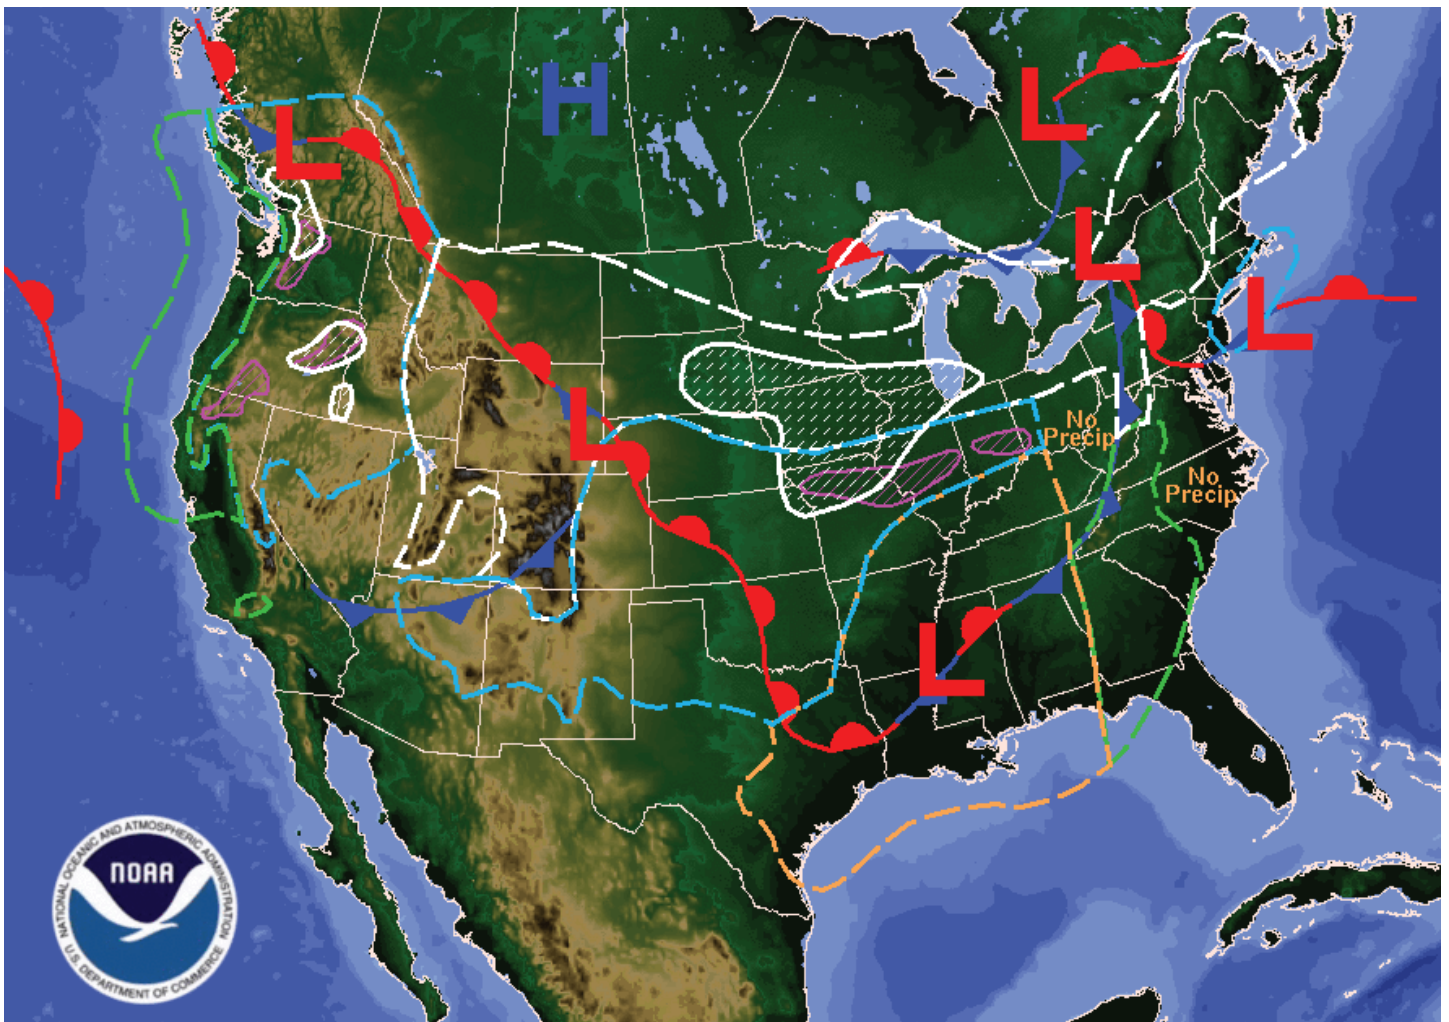 H
L
L
L
L
L
L
No
Precip
No
Precip
NATIONAL OCEANIC AND ATMOSPHERIC ADMINISTRATION
NOAA
U.S. DEPARTMENT OF COMMERCE